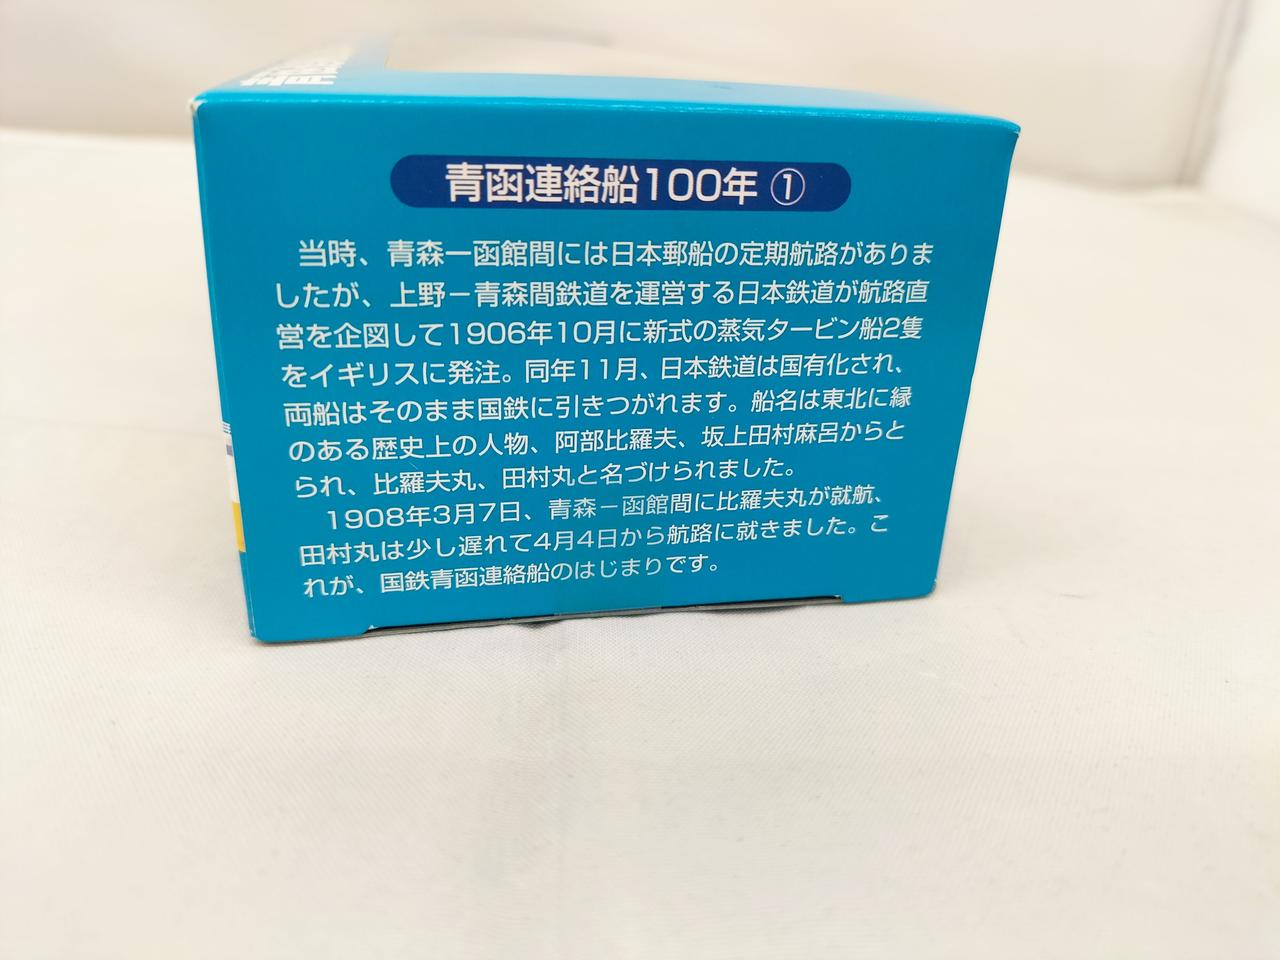 青函連絡船100年 ①
当時、青森ー函館間には日本郵船の定期航路がありま
したが、上野－青森間鉄道を運営する日本鉄道が航路直
営を企図して1906年10月に新式の蒸気タービン船2隻
をイギリスに発注。同年11月、日本鉄道は国有化され、
両船はそのまま国鉄に引きつがれます。船名は東北に縁
のある歴史上の人物、阿部比羅夫、坂上田村麻呂からと
られ、比羅夫丸、田村丸と名づけられました。
1908年3月7日、青森－函館間に比羅夫丸が就航、
田村丸は少し遅れて4月4日から航路に就きました。こ
れが、国鉄青函連絡船のはじまりです。